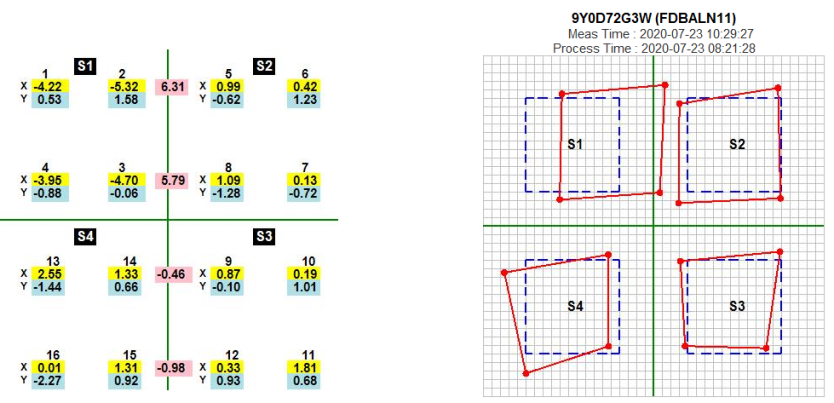 S1 S2
1 2 5 6
X -4.22 -5.32 6.31 X 0.99 0.42
Y 0.53 1.58 Y -0.62 1.23
4 3 8 7
X -3.95 -4.70 5.79 X 1.09 0.13
Y -0.88 -0.06 Y -1.28 -0.72
S4 S3
13 14 9 10
X 2.55 1.33 -0.46 X 0.87 0.19
Y -1.44 0.66 Y -0.10 1.01
16 15 12 11
X 0.01 1.31 -0.98 X 0.33 1.81
Y -2.27 0.92 Y 0.93 0.68
9Y0D72G3W (FDBALN11)
Meas Time : 2020-07-23 10:29:27
Process Time : 2020-07-23 08:21:28
S1 S2
S4 S3